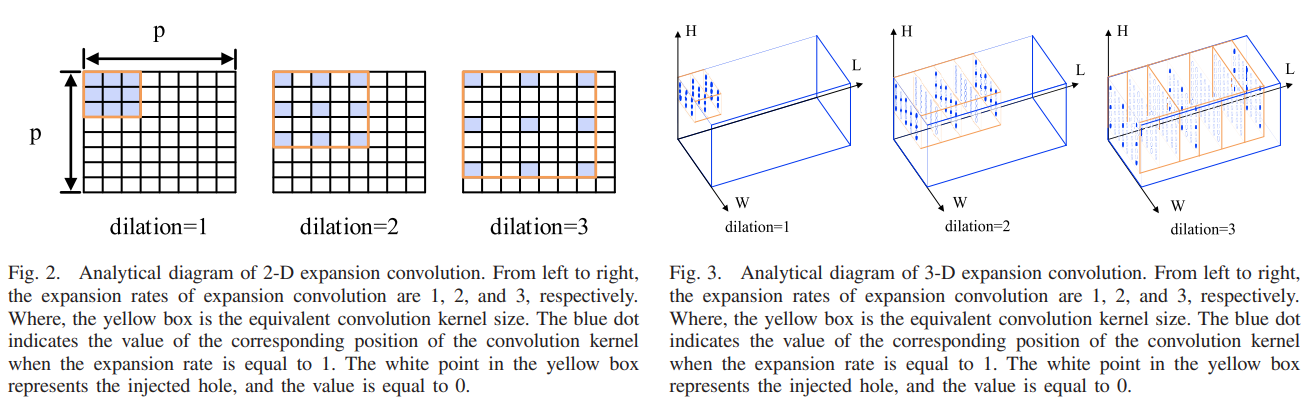 p
p
dilation=1
dilation=2
dilation=3
Fig. 2. Analytical diagram of 2-D expansion convolution. From left to right,
the expansion rates of expansion convolution are 1, 2, and 3, respectively.
Where, the yellow box is the equivalent convolution kernel size. The blue dot
indicates the value of the corresponding position of the convolution kernel
when the expansion rate is equal to 1. The white point in the yellow box
represents the injected hole, and the value is equal to 0.
H
L
W
dilation=1
H
L
W
dilation=2
H
L
W
dilation=3
Fig. 3. Analytical diagram of 3-D expansion convolution. From left to right,
the expansion rates of expansion convolution are 1, 2, and 3, respectively.
Where, the yellow box is the equivalent convolution kernel size. The blue dot
indicates the value of the corresponding position of the convolution kernel
when the expansion rate is equal to 1. The white point in the yellow box
represents the injected hole, and the value is equal to 0.